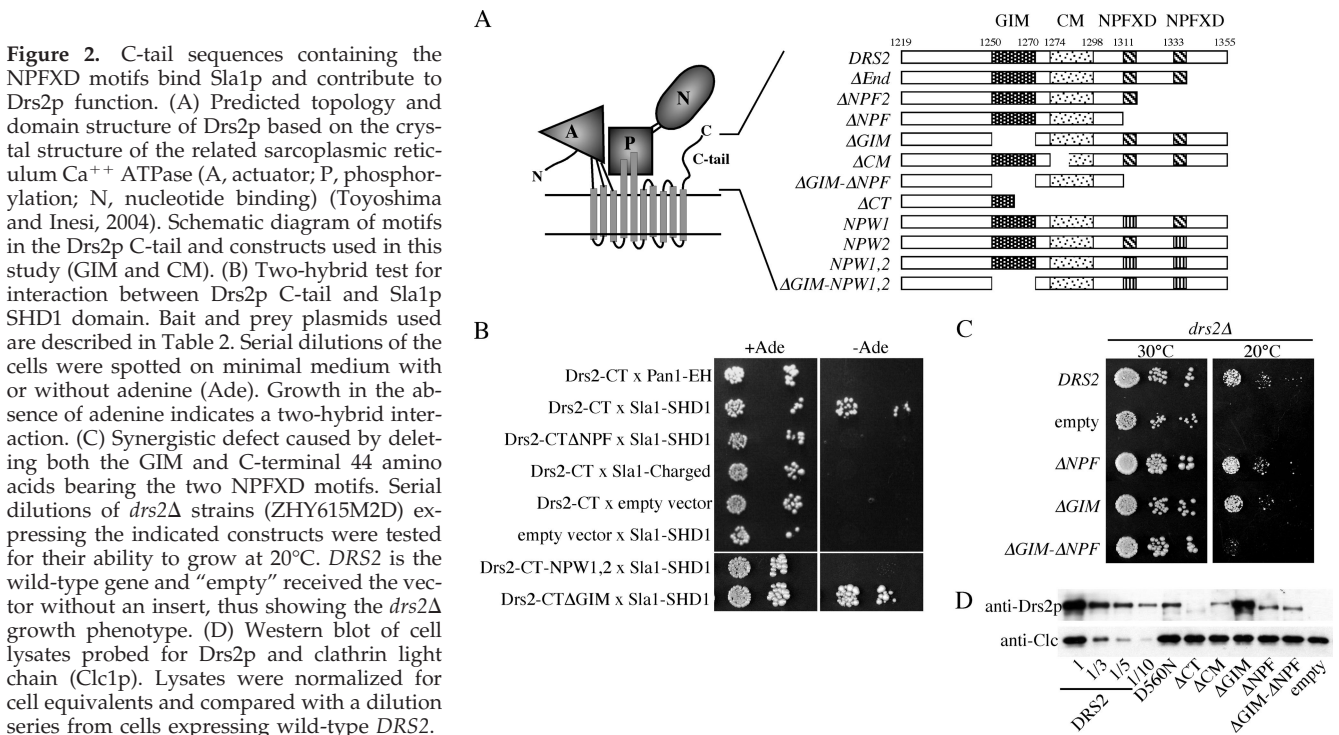 Figure 2. C-tail sequences containing the
NPFXD motifs bind Sla1p and contribute to
Drs2p function. (A) Predicted topology and
domain structure of Drs2p based on the crys-
tal structure of the related sarcoplasmic retic-
ulum Ca++ ATPase (A, actuator; P, phosphor-
ylation; N, nucleotide binding) (Toyoshima
and Inesi, 2004). Schematic diagram of motifs
in the Drs2p C-tail and constructs used in this
study (GIM and CM). (B) Two-hybrid test for
interaction between Drs2p C-tail and Sla1p
SHD1 domain. Bait and prey plasmids used
are described in Table 2. Serial dilutions of the
cells were spotted on minimal medium with
or without adenine (Ade). Growth in the ab-
sence of adenine indicates a two-hybrid inter-
action. (C) Synergistic defect caused by delet-
ing both the GIM and C-terminal 44 amino
acids bearing the two NPFXD motifs. Serial
dilutions of drs2Δ strains (ZHY615M2D) ex-
pressing the indicated constructs were tested
for their ability to grow at 20°C. DRS2 is the
wild-type gene and “empty” received the vec-
tor without an insert, thus showing the drs2Δ
growth phenotype. (D) Western blot of cell
lysates probed for Drs2p and clathrin light
chain (Clc1p). Lysates were normalized for
cell equivalents and compared with a dilution
series from cells expressing wild-type DRS2.
A
A
P
N
N
C
C-tail
GIM CM NPFXD NPFXD
1219 1250 1270 1274 1298 1311 1333 1355
DRS2
ΔEnd
ΔNPF2
ΔNPF
ΔGIM
ΔCM
ΔGIM-ΔNPF
ΔCT
NPW1
NPW2
NPW1,2
ΔGIM-NPW1,2
B
+Ade -Ade
Drs2-CT x Pan1-EH
Drs2-CT x Sla1-SHD1
Drs2-CTΔNPF x Sla1-SHD1
Drs2-CT x Sla1-Charged
Drs2-CT x empty vector
empty vector x Sla1-SHD1
Drs2-CT-NPW1,2 x Sla1-SHD1
Drs2-CTΔGIM x Sla1-SHD1
C
drs2Δ
30°C 20°C
DRS2
empty
ΔNPF
ΔGIM
ΔGIM-ΔNPF
D
anti-Drs2p
anti-Clc
1 1/3 1/5 1/10 D560N ΔCT ΔCM ΔGIM ΔNPF ΔGIM-ΔNPF empty
DRS2